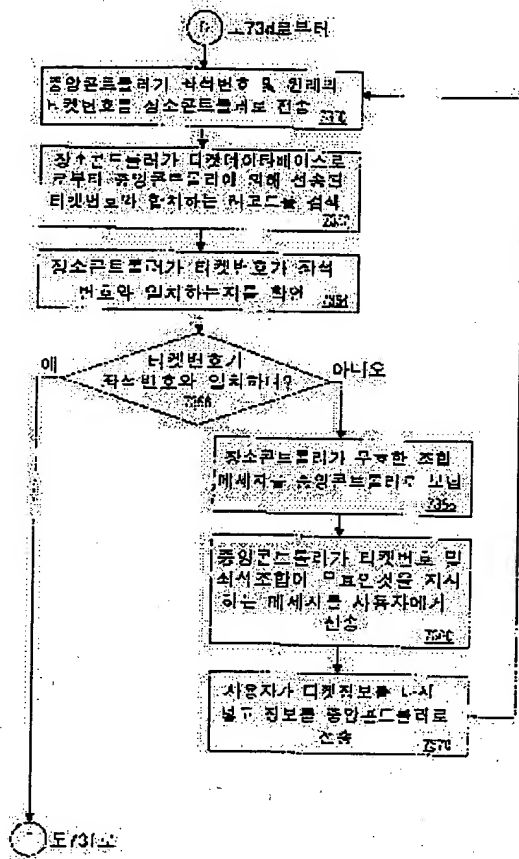 도73d로부터
중앙콘트롤러가 좌석번호 및 원래의
티켓번호를 장소콘트롤러로 전송
장소콘트롤러가 티켓데이타베이스로
부터 중앙콘트롤러에 의해 전송된
티켓번호와 일치하는 레코드를 검색
장소콘트롤러가 티켓번호가 좌석
번호와 일치하는지를 확인
예
티켓번호가
아니오
좌석번호와 일치하나?
장소콘트롤러가 무효한 조합
메세지를 중앙콘트롤러로 보냄
중앙콘트롤러가 티켓번호 및
좌석조합이 무효인것을 지시
하는 메세지를 사용자에게
전송
사용자가 티켓정보를 다시
넣고 정보를 중앙콘트롤러로
전송
7370
도73f로